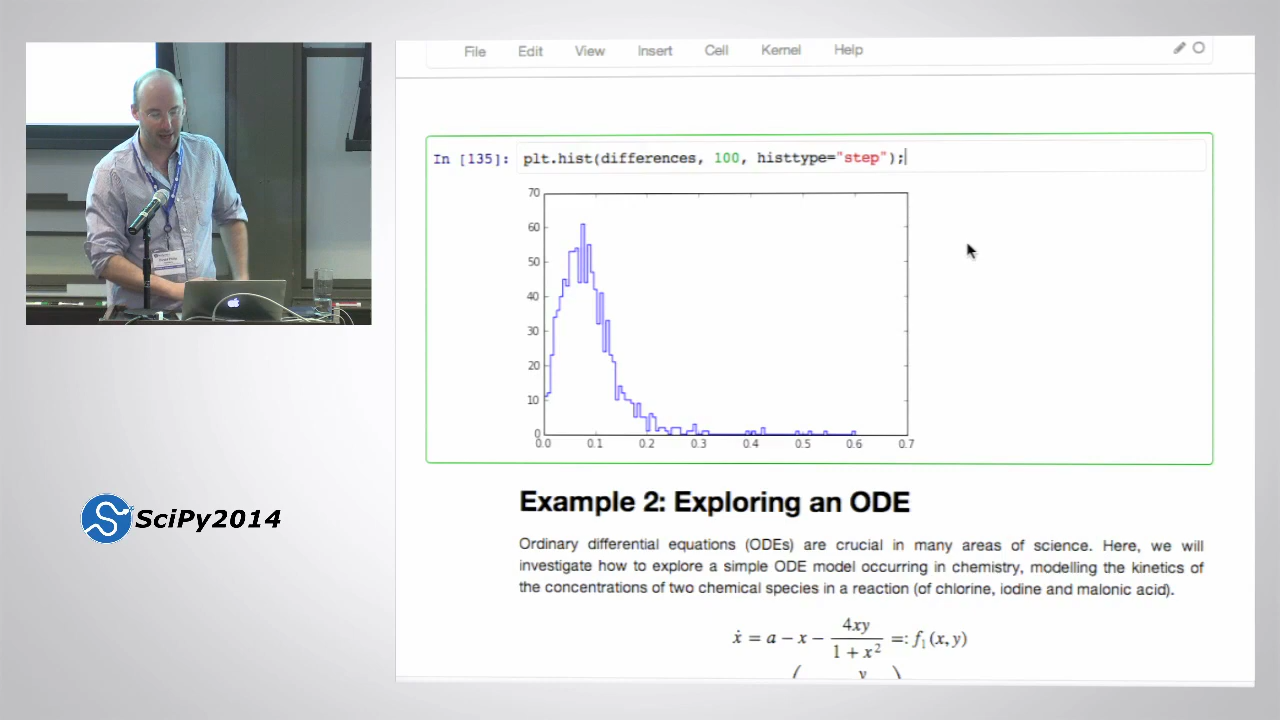 File Edit View Insert Cell Kernel Help
In [135]: plt.hist(differences, 100, histtype="step");
70
60
50
40
30
20
10
0
0.0 0.1 0.2 0.3 0.4 0.5 0.6 0.7
Example 2: Exploring an ODE
Ordinary differential equations (ODEs) are crucial in many areas of science. Here, we will
investigate how to explore a simple ODE model occurring in chemistry, modelling the kinetics of
the concentrations of two chemical species in a reaction (of chlorine, iodine and malonic acid).
ẋ = a − x − 4xy / (1 + x²) =: f₁(x, y)
SciPy2014